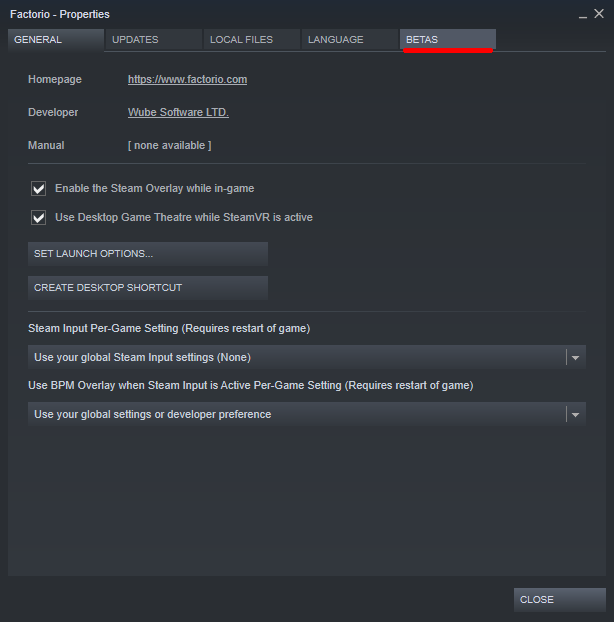 Factorio - Properties
GENERAL UPDATES LOCAL FILES LANGUAGE BETAS
Homepage https://www.factorio.com
Developer Wube Software LTD.
Manual [ none available ]
Enable the Steam Overlay while in-game
Use Desktop Game Theatre while SteamVR is active
SET LAUNCH OPTIONS...
CREATE DESKTOP SHORTCUT
Steam Input Per-Game Setting (Requires restart of game)
Use your global Steam Input settings (None)
Use BPM Overlay when Steam Input is Active Per-Game Setting (Requires restart of game)
Use your global settings or developer preference
CLOSE